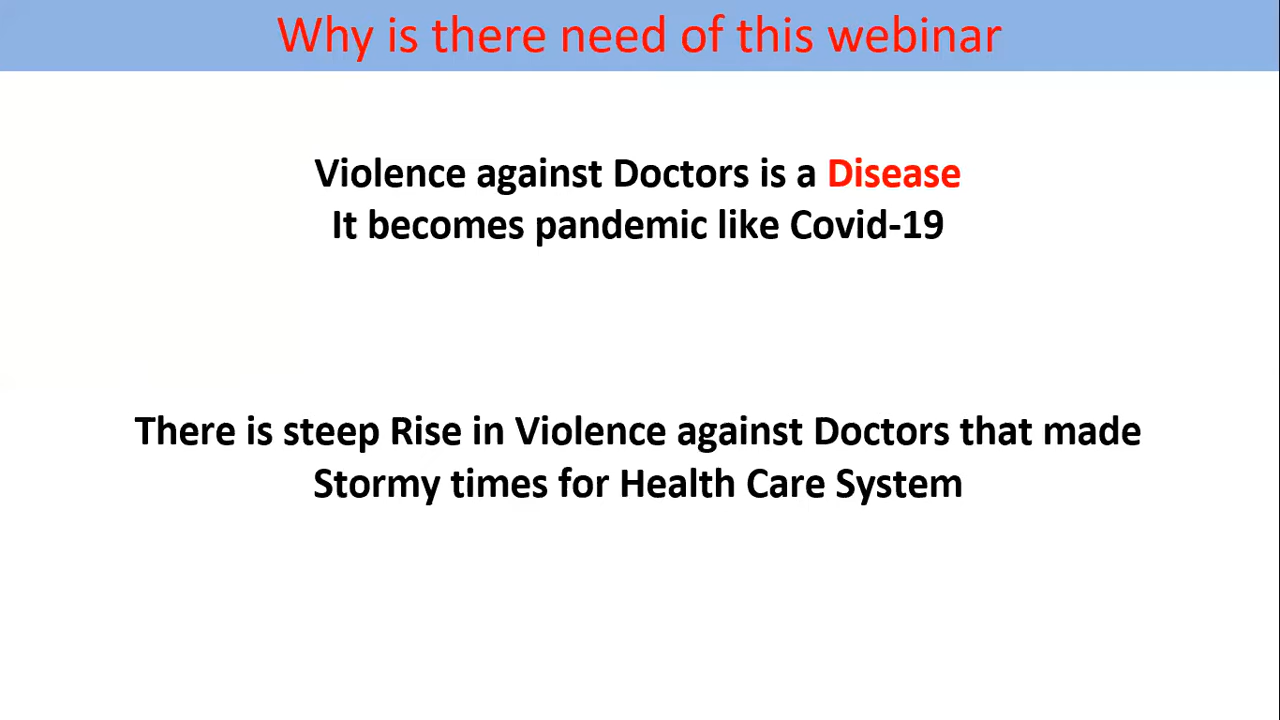 Why is there need of this webinar
Violence against Doctors is a Disease
It becomes pandemic like Covid-19
There is steep Rise in Violence against Doctors that made
Stormy times for Health Care System